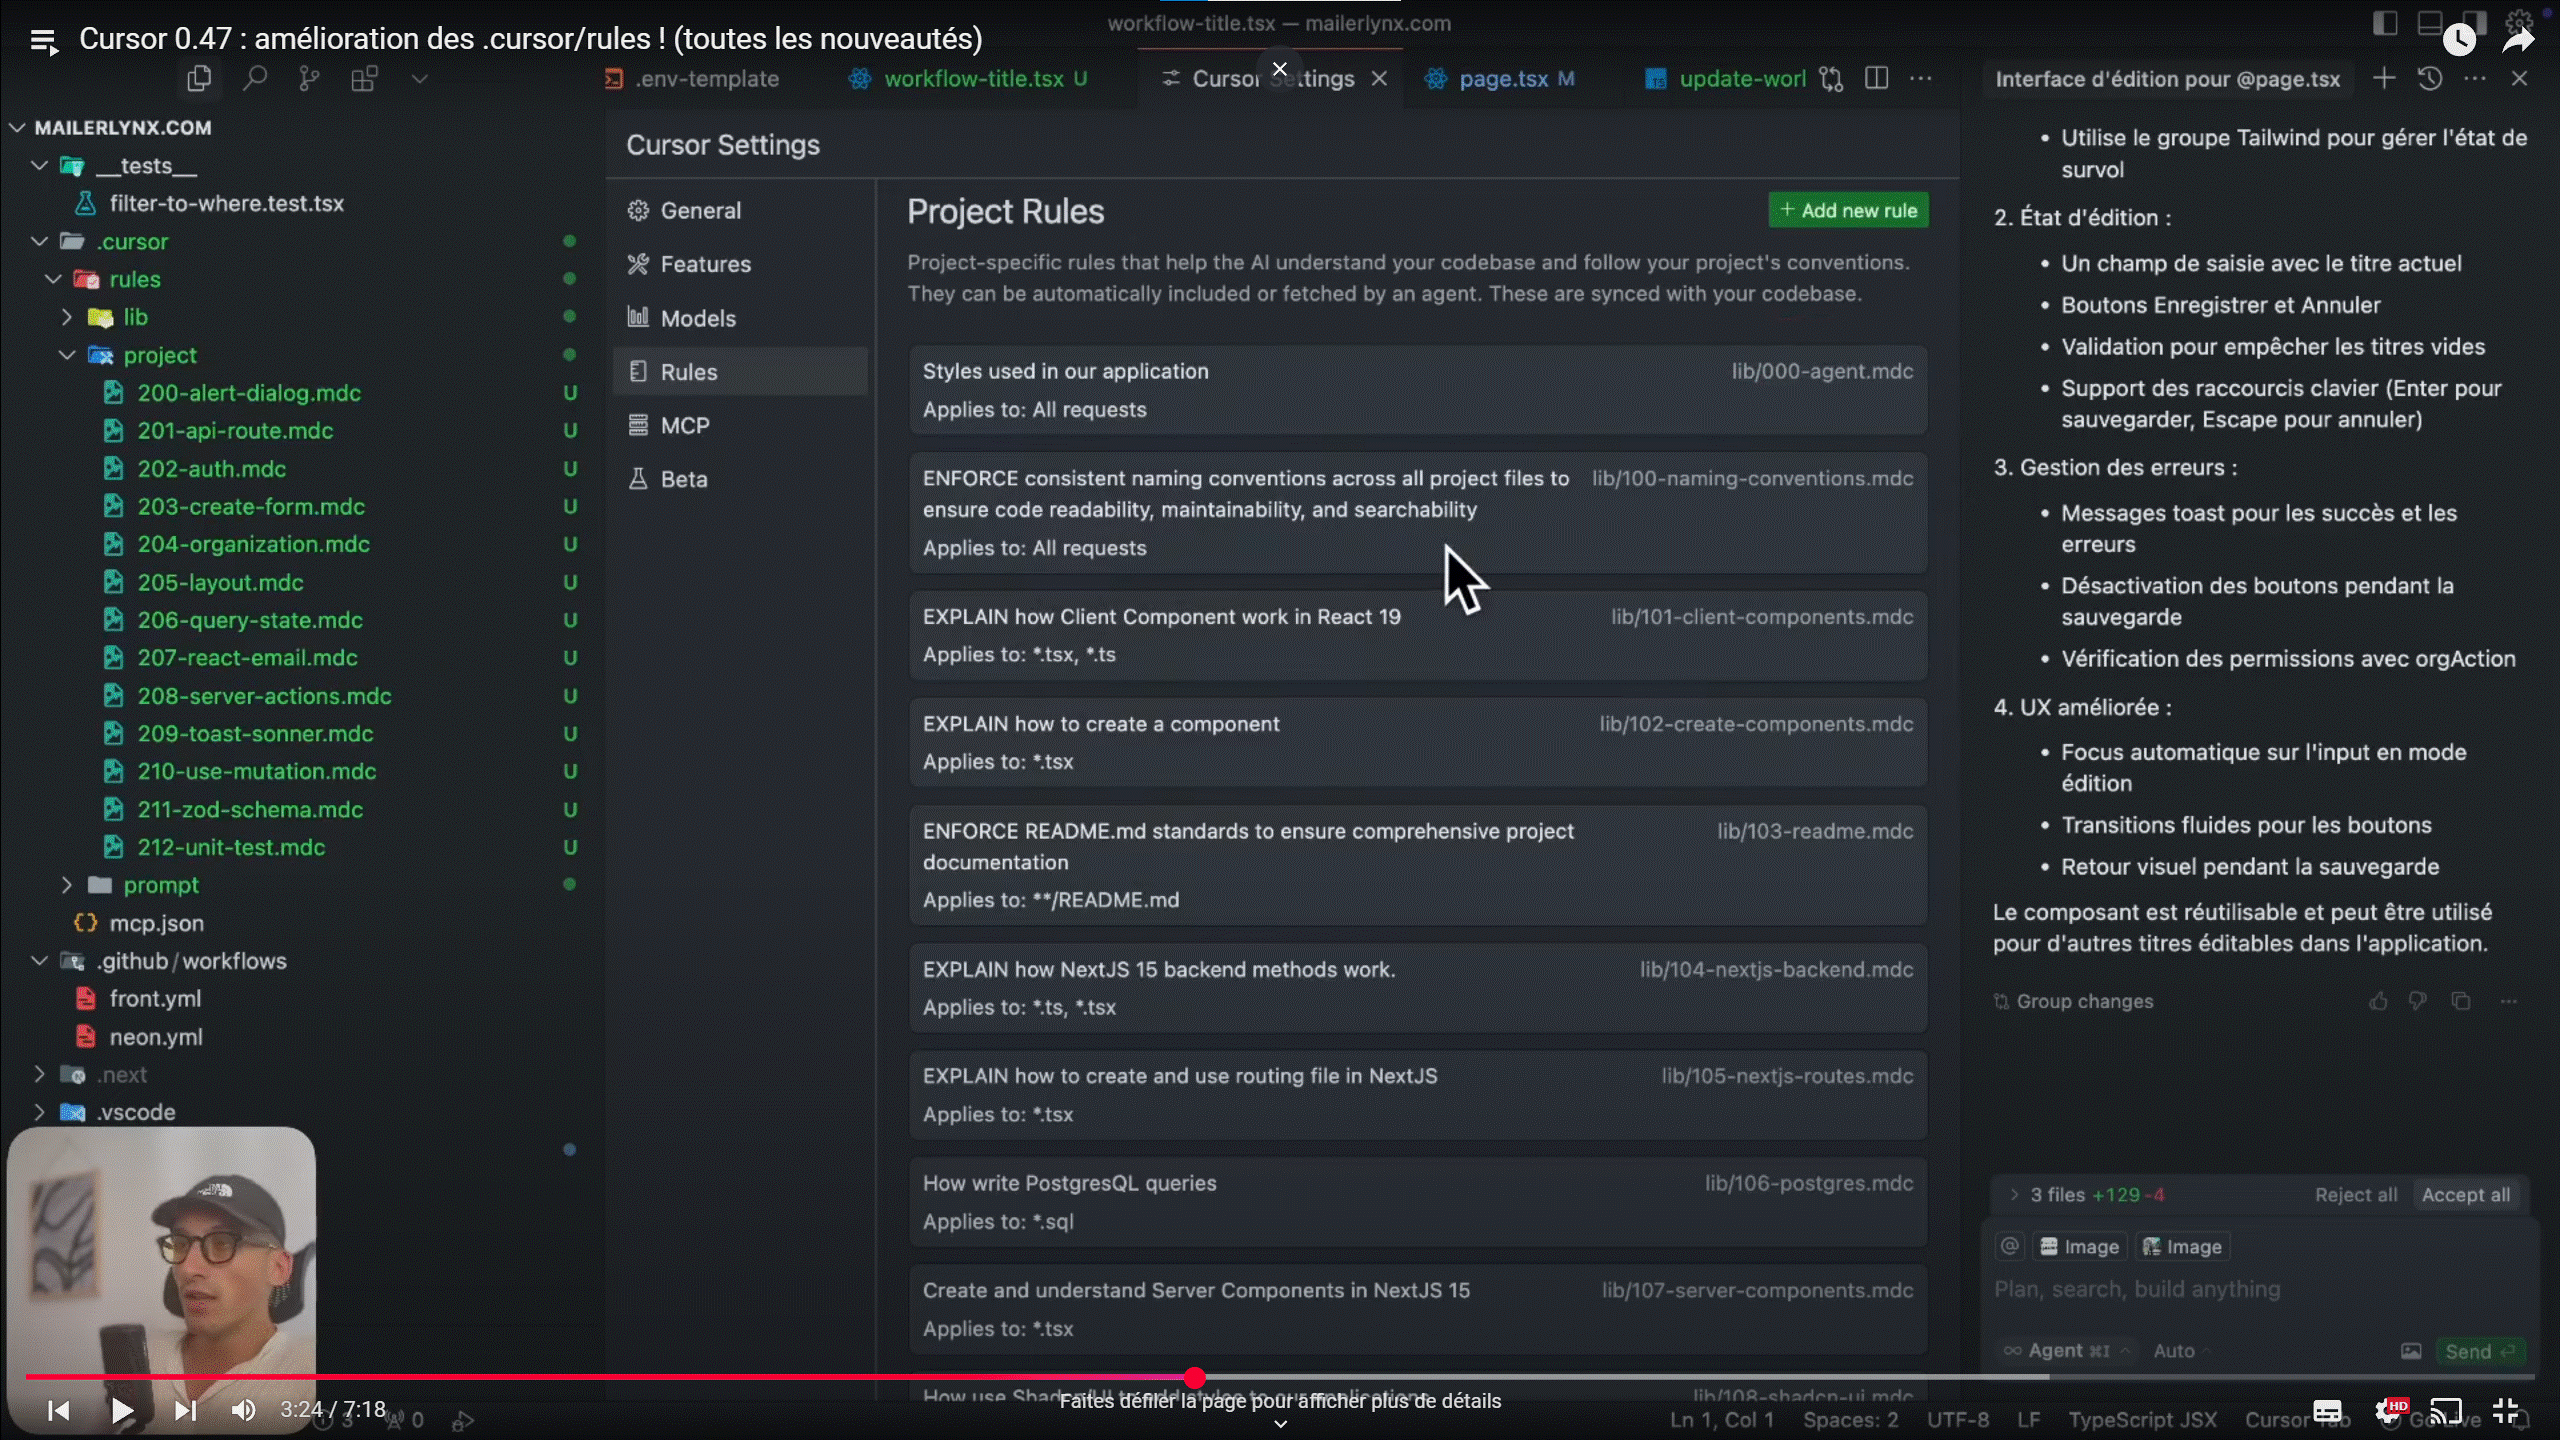 workflow-title.tsx — mailerlynx.com
Cursor 0.47 : amélioration des .cursor/rules ! (toutes les nouveautés)
.env-template
workflow-title.tsx U
Cursor Settings
page.tsx M
update-worl
Interface d'édition pour @page.tsx
MAILERLYNX.COM
__tests__
filter-to-where.test.tsx
.cursor
rules
lib
project
200-alert-dialog.mdc U
201-api-route.mdc U
202-auth.mdc U
203-create-form.mdc U
204-organization.mdc U
205-layout.mdc U
206-query-state.mdc U
207-react-email.mdc U
208-server-actions.mdc U
209-toast-sonner.mdc U
210-use-mutation.mdc U
211-zod-schema.mdc U
212-unit-test.mdc U
prompt
mcp.json
.github/workflows
front.yml
neon.yml
.next
.vscode
Cursor Settings
General
Features
Models
Rules
MCP
Beta
Project Rules
+ Add new rule
Project-specific rules that help the AI understand your codebase and follow your project's conventions.
They can be automatically included or fetched by an agent. These are synced with your codebase.
Styles used in our application lib/000-agent.mdc
Applies to: All requests
ENFORCE consistent naming conventions across all project files to lib/100-naming-conventions.mdc
ensure code readability, maintainability, and searchability
Applies to: All requests
EXPLAIN how Client Component work in React 19 lib/101-client-components.mdc
Applies to: *.tsx, *.ts
EXPLAIN how to create a component lib/102-create-components.mdc
Applies to: *.tsx
ENFORCE README.md standards to ensure comprehensive project lib/103-readme.mdc
documentation
Applies to: **/README.md
EXPLAIN how NextJS 15 backend methods work. lib/104-nextjs-backend.mdc
Applies to: *.ts, *.tsx
EXPLAIN how to create and use routing file in NextJS lib/105-nextjs-routes.mdc
Applies to: *.tsx
How write PostgresQL queries lib/106-postgres.mdc
Applies to: *.sql
Create and understand Server Components in NextJS 15 lib/107-server-components.mdc
Applies to: *.tsx
lib/108-shadcn-ui.mdc
• Utilise le groupe Tailwind pour gérer l'état de
survol
2. État d'édition :
• Un champ de saisie avec le titre actuel
• Boutons Enregistrer et Annuler
• Validation pour empêcher les titres vides
• Support des raccourcis clavier (Enter pour
sauvegarder, Escape pour annuler)
3. Gestion des erreurs :
• Messages toast pour les succès et les
erreurs
• Désactivation des boutons pendant la
sauvegarde
• Vérification des permissions avec orgAction
4. UX améliorée :
• Focus automatique sur l'input en mode
édition
• Transitions fluides pour les boutons
• Retour visuel pendant la sauvegarde
Le composant est réutilisable et peut être utilisé
pour d'autres titres éditables dans l'application.
Group changes
3 files +129 -4
Reject all
Accept all
@ Image Image
Plan, search, build anything
∞ Agent ⌘I
Auto
Send
THE NORTH FACE
3:24 / 7:18
3
0
Faites défiler la page pour afficher plus de détails
Ln 1, Col 1
Spaces: 2
UTF-8
LF
TypeScript JSX
Cursor Tab
Go Live
HD